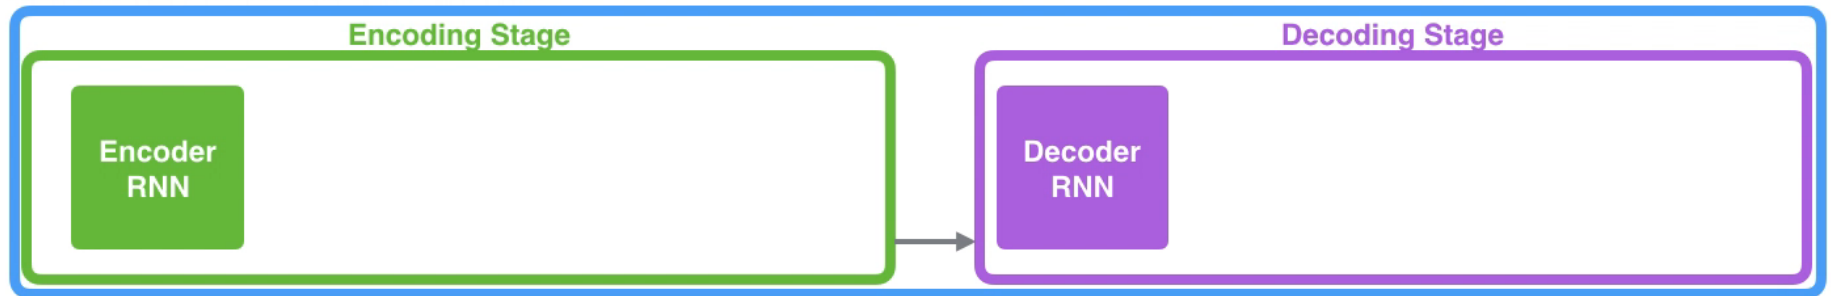 Encoding Stage
Decoding Stage
Encoder
RNN
Decoder
RNN